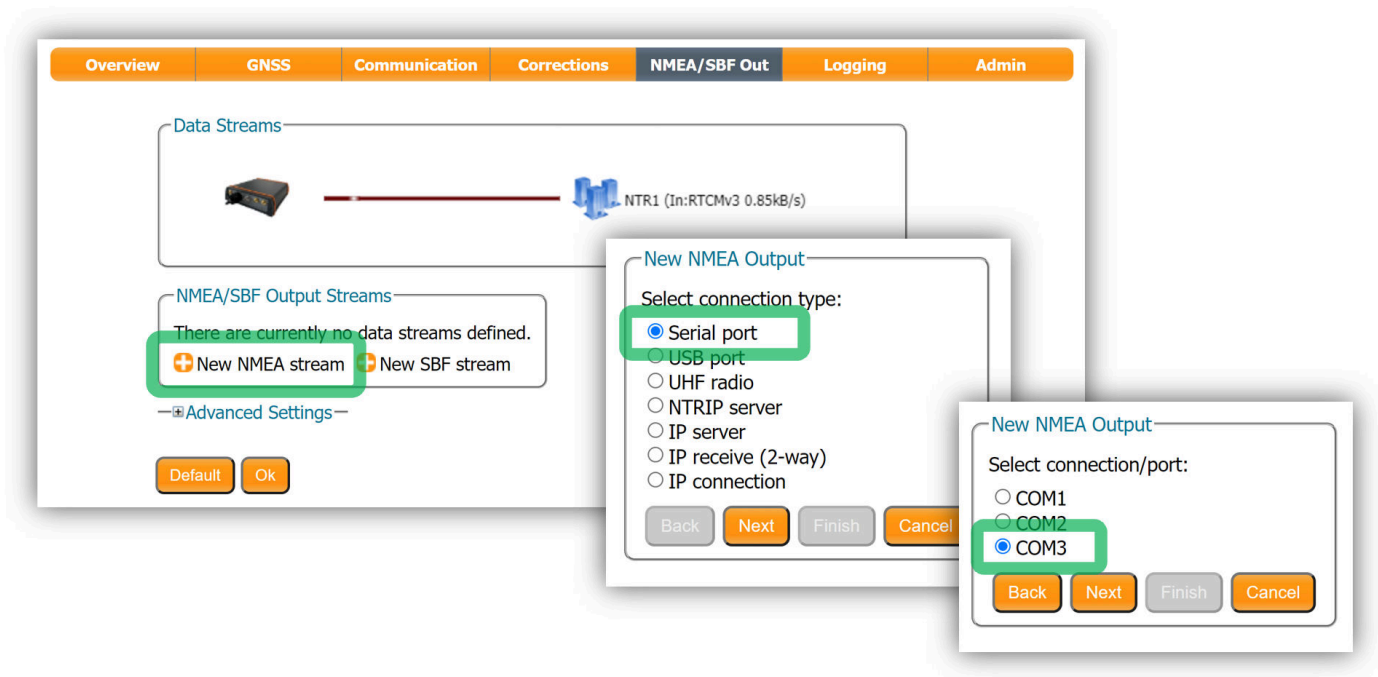 Overview GNSS Communication Corrections NMEA/SBF Out Logging Admin
Data Streams
NTR1 (In:RTCMv3 0.85kB/s)
NMEA/SBF Output Streams
There are currently no data streams defined.
New NMEA stream New SBF stream
Advanced Settings
Default Ok
New NMEA Output
Select connection type:
Serial port
USB port
UHF radio
NTRIP server
IP server
IP receive (2-way)
IP connection
Back Next Finish Cancel
New NMEA Output
Select connection/port:
COM1
COM2
COM3
Back Next Finish Cancel